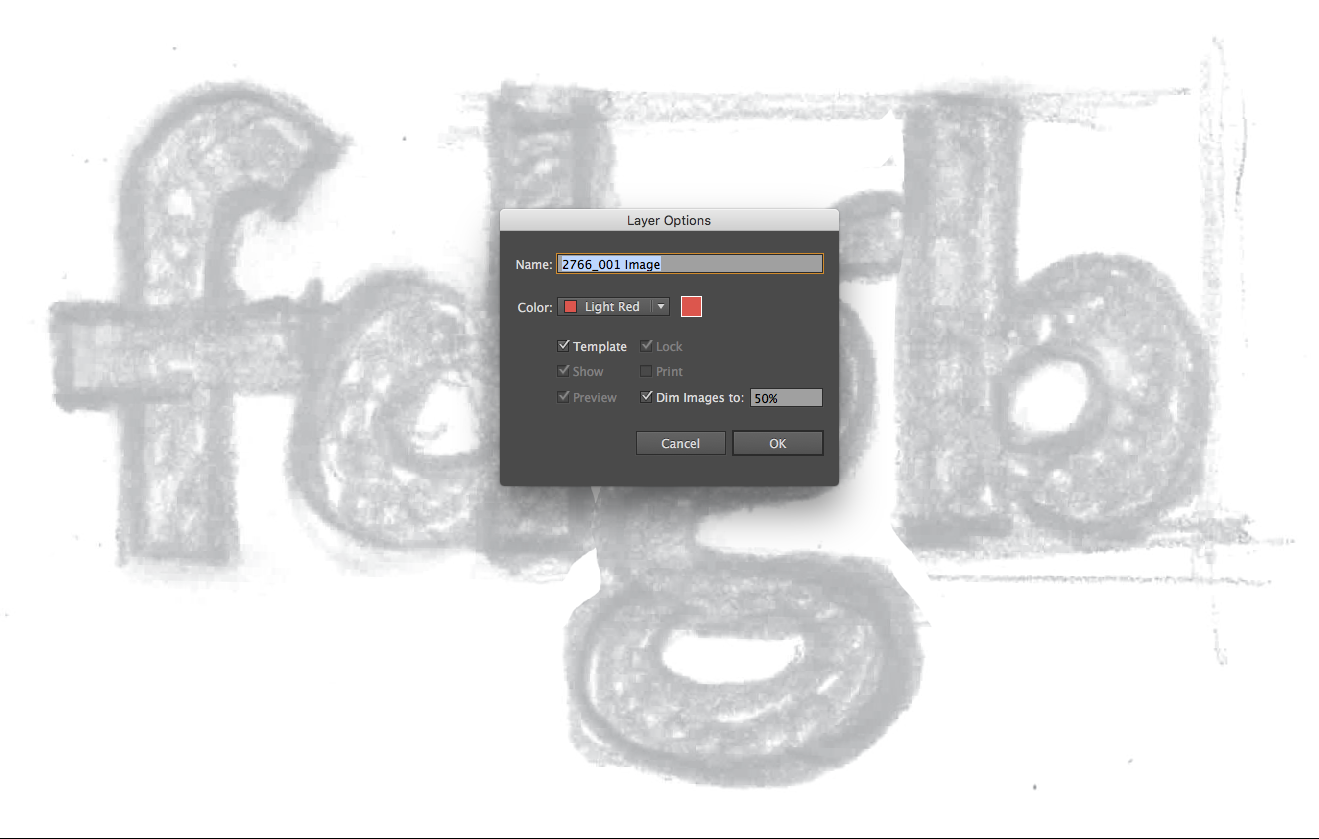 fdgb
Layer Options
Name: 2766_001 Image
Color: Light Red
Template Lock
Show Print
Preview Dim Images to: 50%
Cancel OK